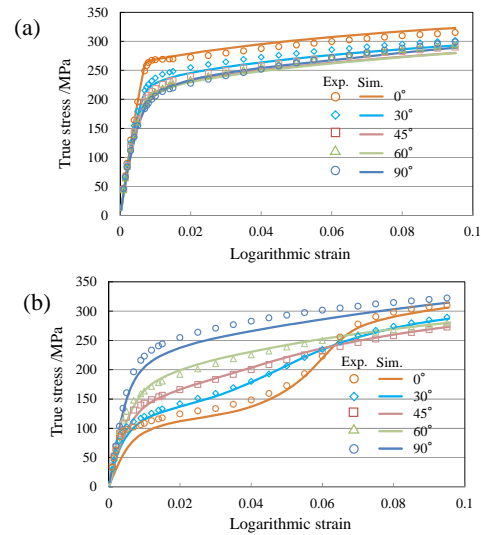 (a)
350
300
250
200
150
100
50
0
True stress /MPa
Exp. Sim.
0°
30°
45°
60°
90°
0 0.02 0.04 0.06 0.08 0.1
Logarithmic strain
(b)
350
300
250
200
150
100
50
0
True stress /MPa
Exp. Sim.
0°
30°
45°
60°
90°
0 0.02 0.04 0.06 0.08 0.1
Logarithmic strain